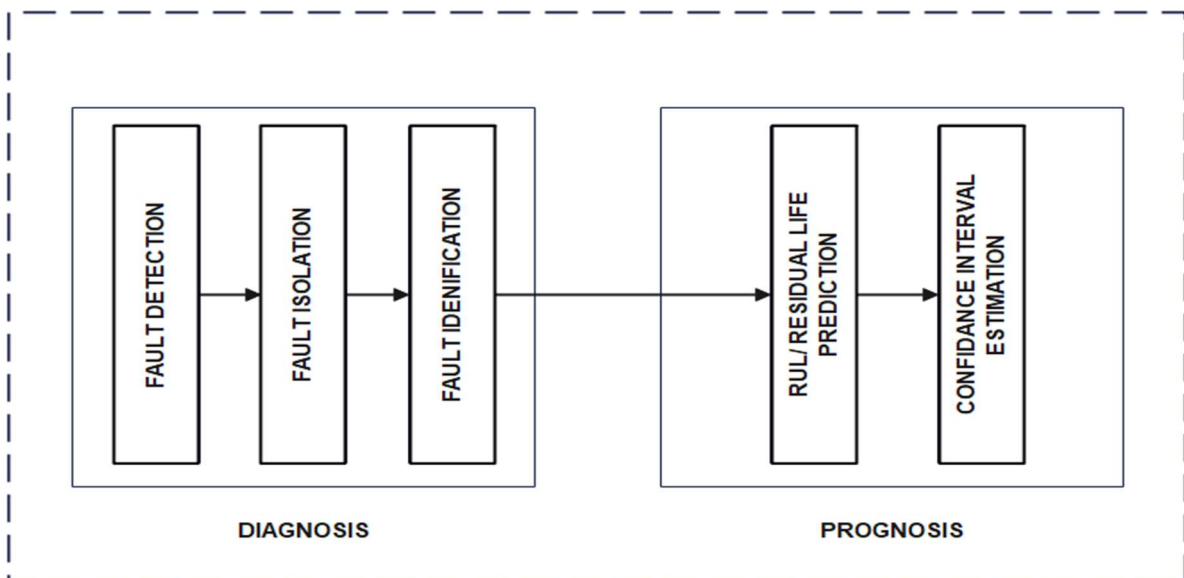 FAULT DETECTION
FAULT ISOLATION
FAULT IDENIFICATION
RUL/ RESIDUAL LIFE
PREDICTION
CONFIDANCE INTERVAL
ESTIMATION
DIAGNOSIS
PROGNOSIS